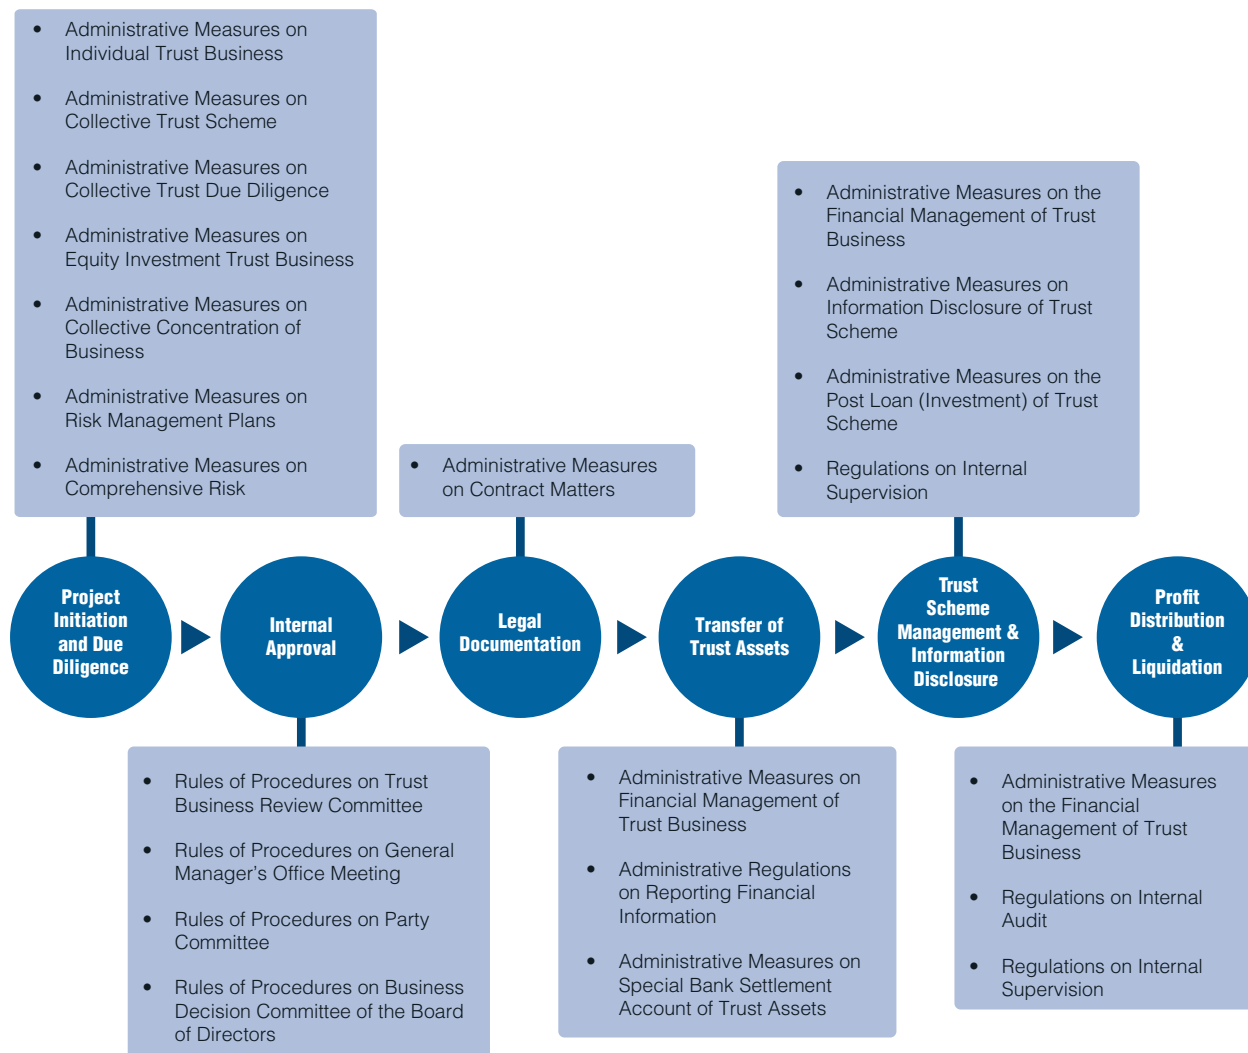 • Administrative Measures on
Individual Trust Business
• Administrative Measures on
Collective Trust Scheme
• Administrative Measures on
Collective Trust Due Diligence
• Administrative Measures on
Equity Investment Trust Business
• Administrative Measures on
Collective Concentration of
Business
• Administrative Measures on
Risk Management Plans
• Administrative Measures on
Comprehensive Risk
• Administrative Measures
on Contract Matters
• Administrative Measures on the
Financial Management of Trust
Business
• Administrative Measures on
Information Disclosure of Trust
Scheme
• Administrative Measures on the
Post Loan (Investment) of Trust
Scheme
• Regulations on Internal
Supervision
Project
Initiation
and Due
Diligence
Internal
Approval
Legal
Documentation
Transfer of
Trust Assets
Trust
Scheme
Management &
Information
Disclosure
Profit
Distribution
&
Liquidation
• Rules of Procedures on Trust
Business Review Committee
• Rules of Procedures on General
Manager’s Office Meeting
• Rules of Procedures on Party
Committee
• Rules of Procedures on Business
Decision Committee of the Board
of Directors
• Administrative Measures on
Financial Management of
Trust Business
• Administrative Regulations
on Reporting Financial
Information
• Administrative Measures on
Special Bank Settlement
Account of Trust Assets
• Administrative Measures
on the Financial
Management of Trust
Business
• Regulations on Internal
Audit
• Regulations on Internal
Supervision